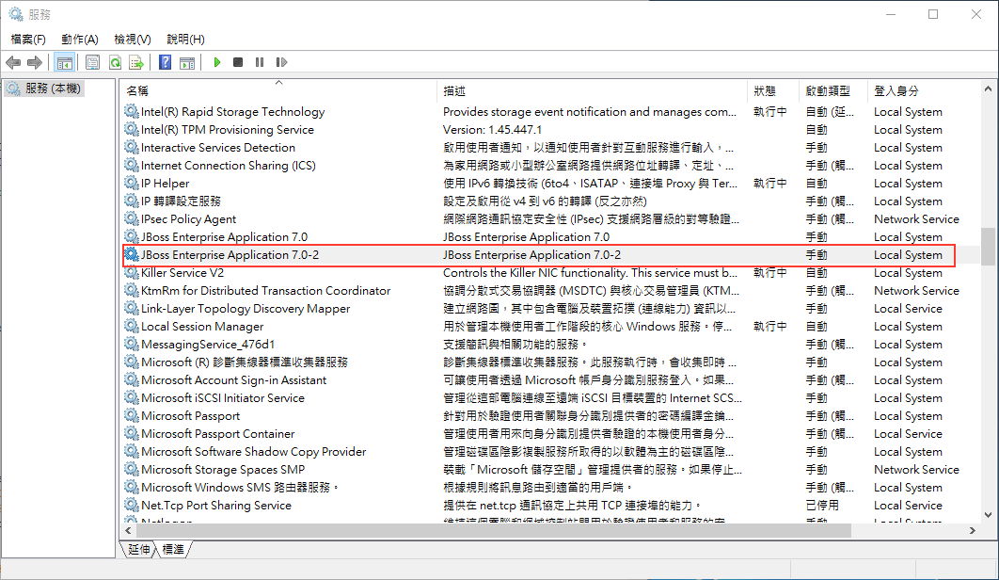 服務
檔案(F) 動作(A) 檢視(V) 說明(H)
服務 (本機)
名稱 描述 狀態 啟動類型 登入身分
Intel(R) Rapid Storage Technology Provides storage event notification and manages com... 執行中 自動 (延... Local System
Intel(R) TPM Provisioning Service Version: 1.45.447.1 自動 Local System
Interactive Services Detection 啟用使用者通知，以通知使用者針對互動服務進行輸入，... 手動 Local System
Internet Connection Sharing (ICS) 為家用網路或小型辦公室網路提供網路位址轉譯、定址、... 手動 (觸... Local System
IP Helper 使用 IPv6 轉換技術 (6to4、ISATAP、連接埠 Proxy 與 Ter... 執行中 自動 Local System
IP 轉譯設定服務 設定及啟用從 v4 到 v6 的轉譯 (反之亦然) 手動 (觸... Local System
IPsec Policy Agent 網際網路通訊協定安全性 (IPsec) 支援網路層級的對等驗證... 手動 (觸... Network Service
JBoss Enterprise Application 7.0 JBoss Enterprise Application 7.0 手動 Local System
JBoss Enterprise Application 7.0-2 JBoss Enterprise Application 7.0-2 手動 Local System
Killer Service V2 Controls the Killer NIC functionality. This service must b... 執行中 自動 Local System
KtmRm for Distributed Transaction Coordinator 協調分散式交易協調器 (MSDTC) 與核心交易管理員 (KTM... 手動 (觸... Network Service
Link-Layer Topology Discovery Mapper 建立網路圖，其中包含電腦及裝置拓撲 (連線能力) 資訊以... 手動 Local Service
Local Session Manager 用於管理本機使用者工作階段的核心 Windows 服務。停... 執行中 自動 Local System
MessagingService_476d1 支援簡訊與相關功能的服務。 手動 (觸... Local System
Microsoft (R) 診斷集線器標準收集器服務 診斷集線器標準收集器服務。此服務執行時，會收集即時 ... 手動 Local System
Microsoft Account Sign-in Assistant 可讓使用者透過 Microsoft 帳戶身分識別服務登入。如果... 手動 (觸... Local System
Microsoft iSCSI Initiator Service 管理從這部電腦連線至遠端 iSCSI 目標裝置的 Internet SCS... 手動 Local System
Microsoft Passport 針對用於驗證使用者關聯身分識別提供者的密碼編譯金鑰... 手動 (觸... Local System
Microsoft Passport Container 管理使用者用來向身分識別提供者驗證的本機使用者身分... 手動 (觸... Local Service
Microsoft Software Shadow Copy Provider 管理磁碟區陰影複製服務所取得的以軟體為主的磁碟區陰... 手動 Local System
Microsoft Storage Spaces SMP 裝載「Microsoft 儲存空間」管理提供者的服務。如果停止... 手動 Network Service
Microsoft Windows SMS 路由器服務。 根據規則將訊息路由到適當的用戶端。 手動 (觸... Local System
Net.Tcp Port Sharing Service 提供在 net.tcp 通訊協定上共用 TCP 連接埠的能力。 已停用 Local Service
Netlogon 維持這個電腦和網域控制站間用於驗證使用者和服務的安... 手動 Local System
延伸 標準